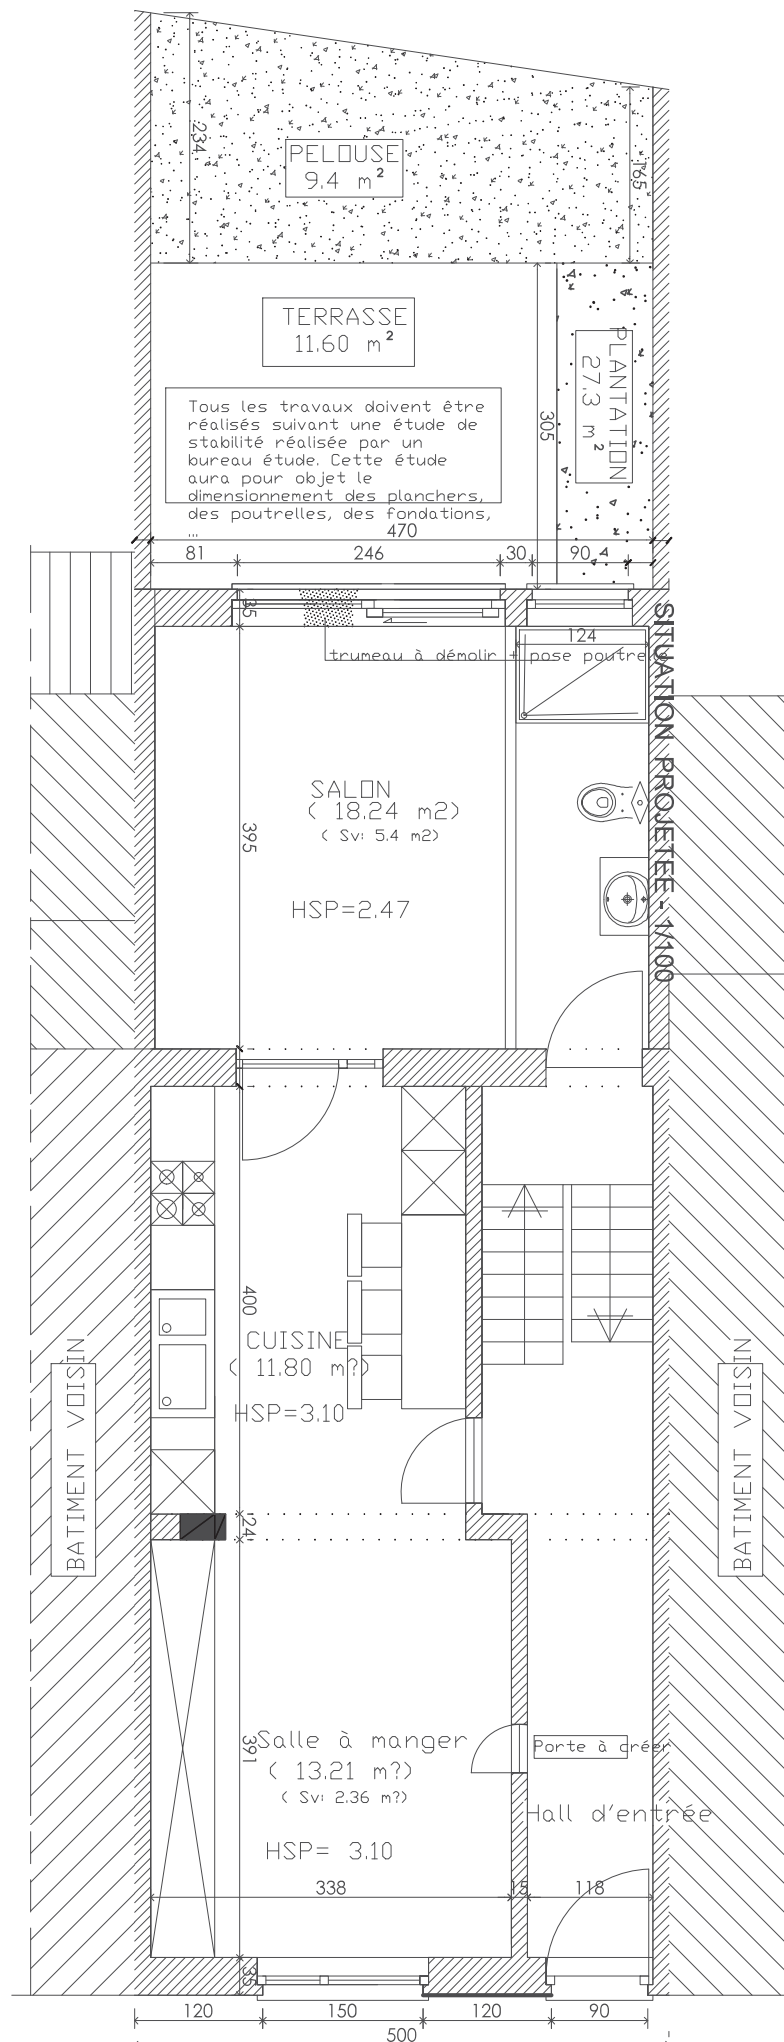 234
165
PELOUSE
9.4 m²
TERRASSE
11.60 m²
PLANTATION
27.3 m²
305
Tous les travaux doivent être
réalisés suivant une étude de
stabilité réalisée par un
bureau étude. Cette étude
aura pour objet le
dimensionnement des planchers,
des poutrelles, des fondations,
...
470
81
246
30
90
35
124
trumeau à démolir + pose poutrelle
SITUATION PROJETEE - 1/100
SALON
( 18.24 m2)
( Sv: 5.4 m2)
395
HSP=2.47
400
CUISINE
( 11.80 m?)
HSP=3.10
BATIMENT VOISIN
BATIMENT VOISIN
24
391
Salle à manger
( 13.21 m?)
( Sv: 2.36 m?)
HSP= 3.10
Porte à créer
Hall d'entrée
338
15
118
35
120
150
120
90
500